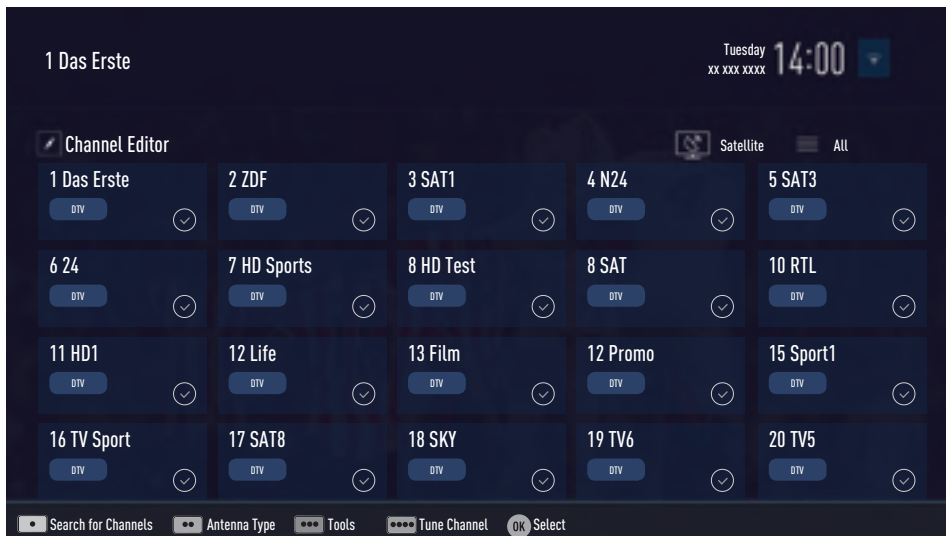 1 Das Erste
Tuesday
xx xxx xxxx
14:00
Channel Editor
Satellite
All
1 Das Erste
DTV
2 ZDF
DTV
3 SAT1
DTV
4 N24
DTV
5 SAT3
DTV
6 24
DTV
7 HD Sports
DTV
8 HD Test
DTV
8 SAT
DTV
10 RTL
DTV
11 HD1
DTV
12 Life
DTV
13 Film
DTV
12 Promo
DTV
15 Sport1
DTV
16 TV Sport
DTV
17 SAT8
DTV
18 SKY
DTV
19 TV6
DTV
20 TV5
DTV
Search for Channels
Antenna Type
Tools
Tune Channel
OK Select